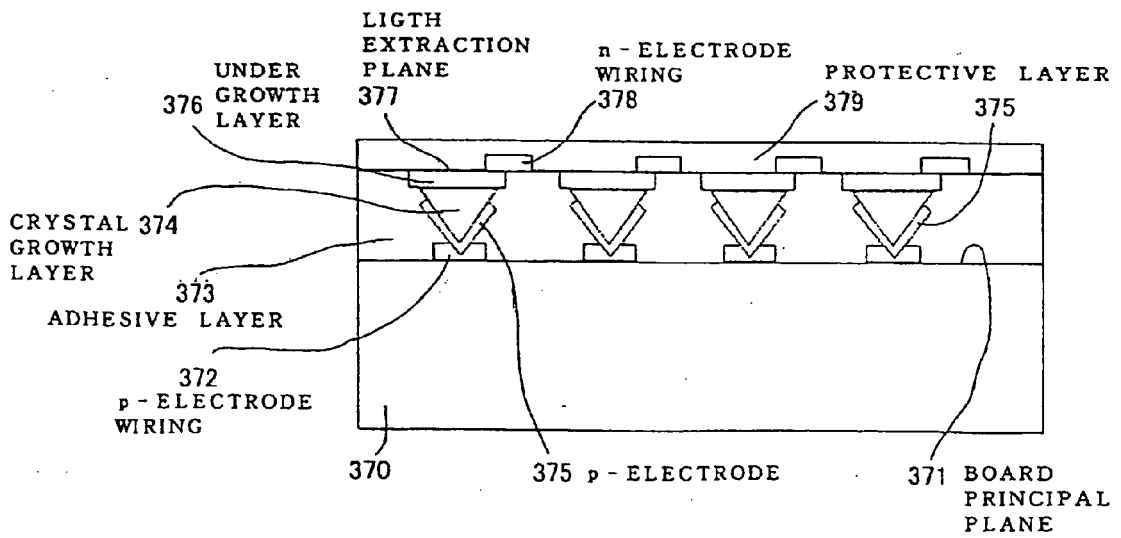 LIGTH
EXTRACTION
PLANE
377
n-ELECTRODE
WIRING
378
PROTECTIVE LAYER
379
375
UNDER
GROWTH
LAYER
376
CRYSTAL
GROWTH
LAYER
374
373
ADHESIVE LAYER
372
p-ELECTRODE
WIRING
370
375 p-ELECTRODE
371 BOARD
PRINCIPAL
PLANE